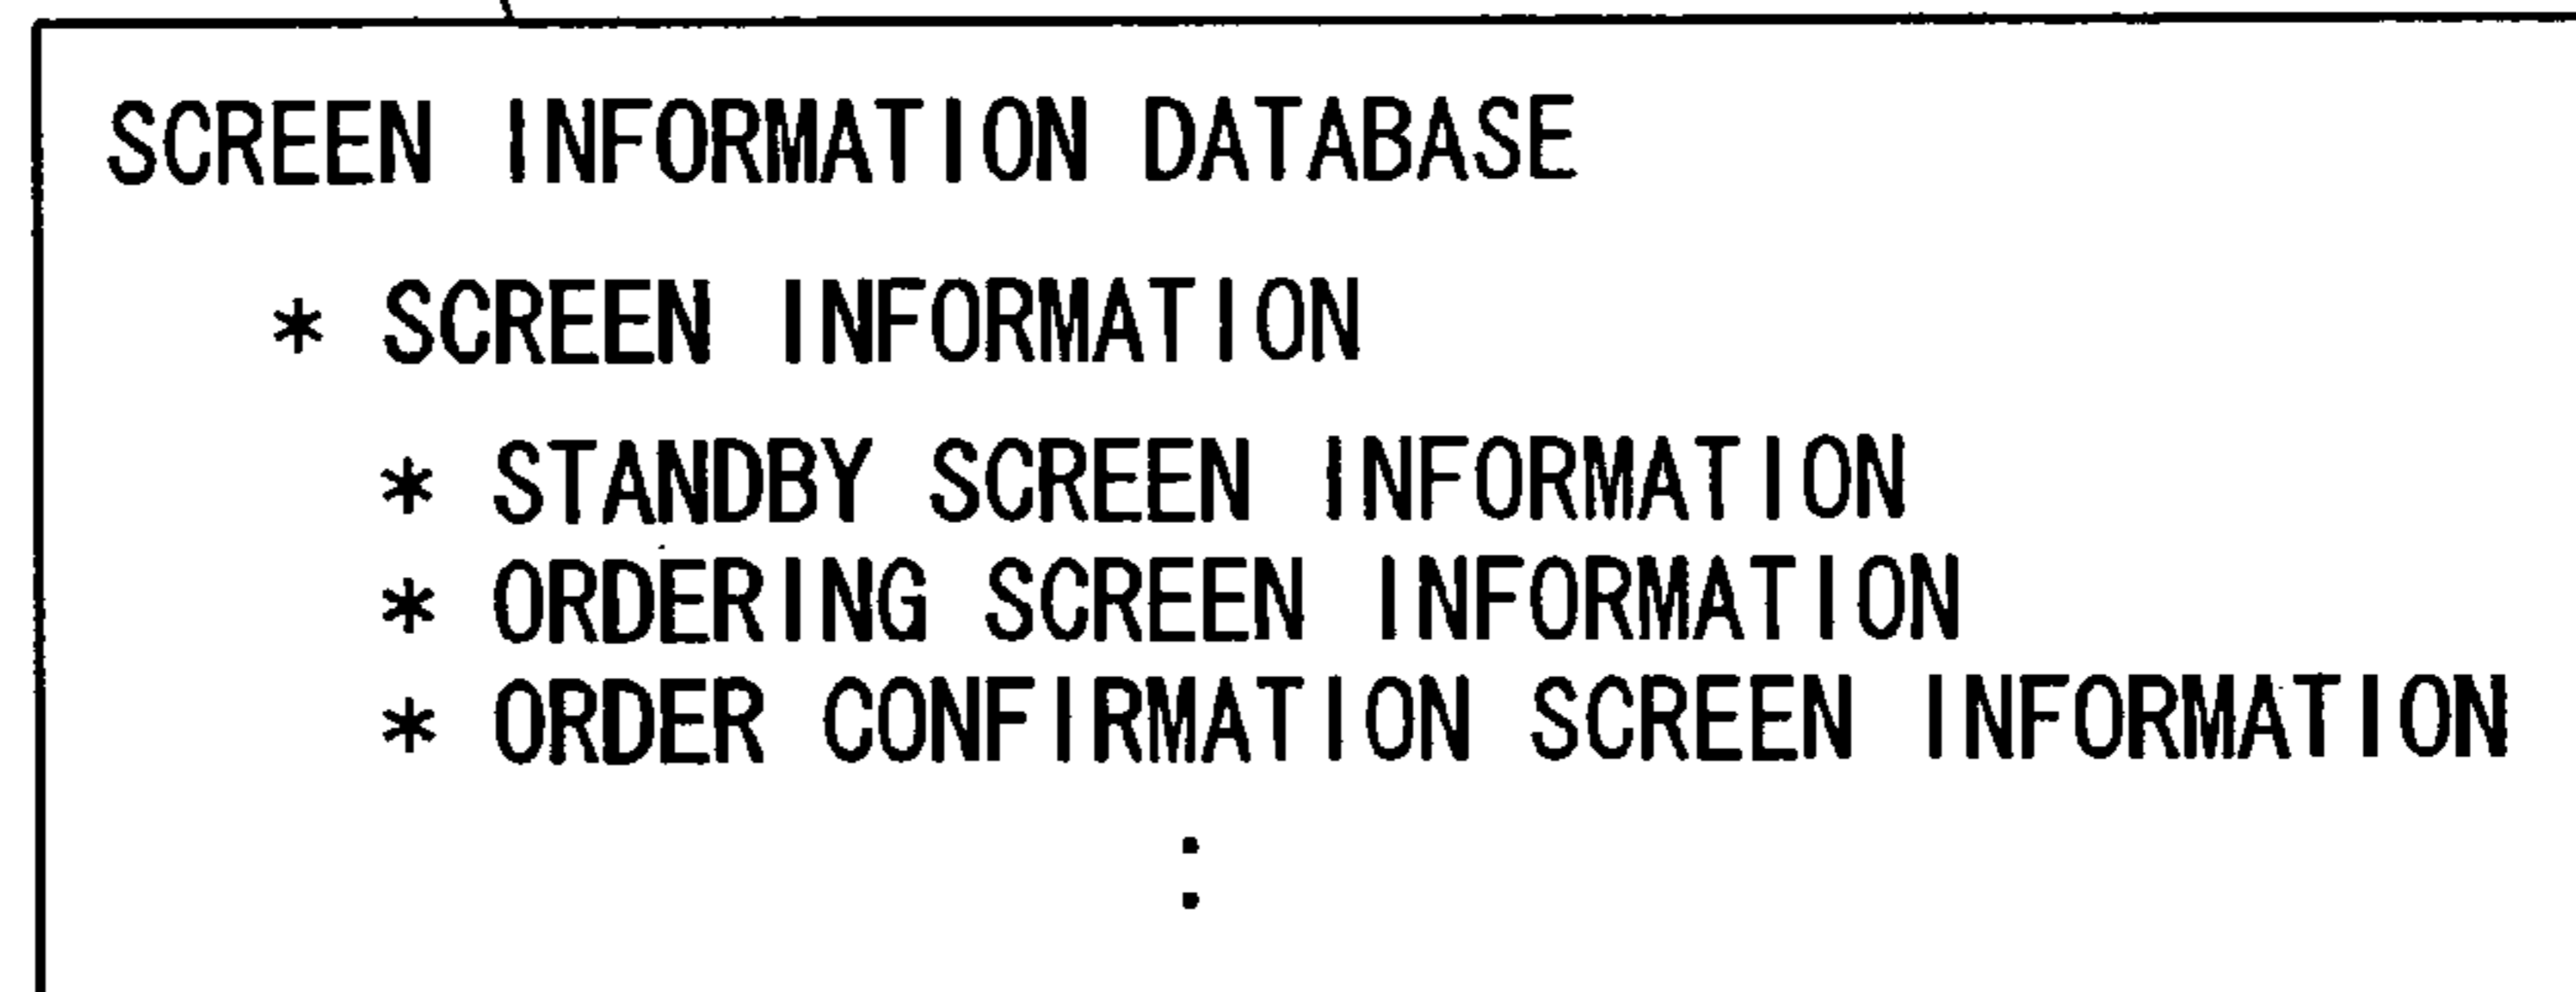 SCREEN INFORMATION DATABASE
* SCREEN INFORMATION
* STANDBY SCREEN INFORMATION
* ORDERING SCREEN INFORMATION
* ORDER CONFIRMATION SCREEN INFORMATION
: